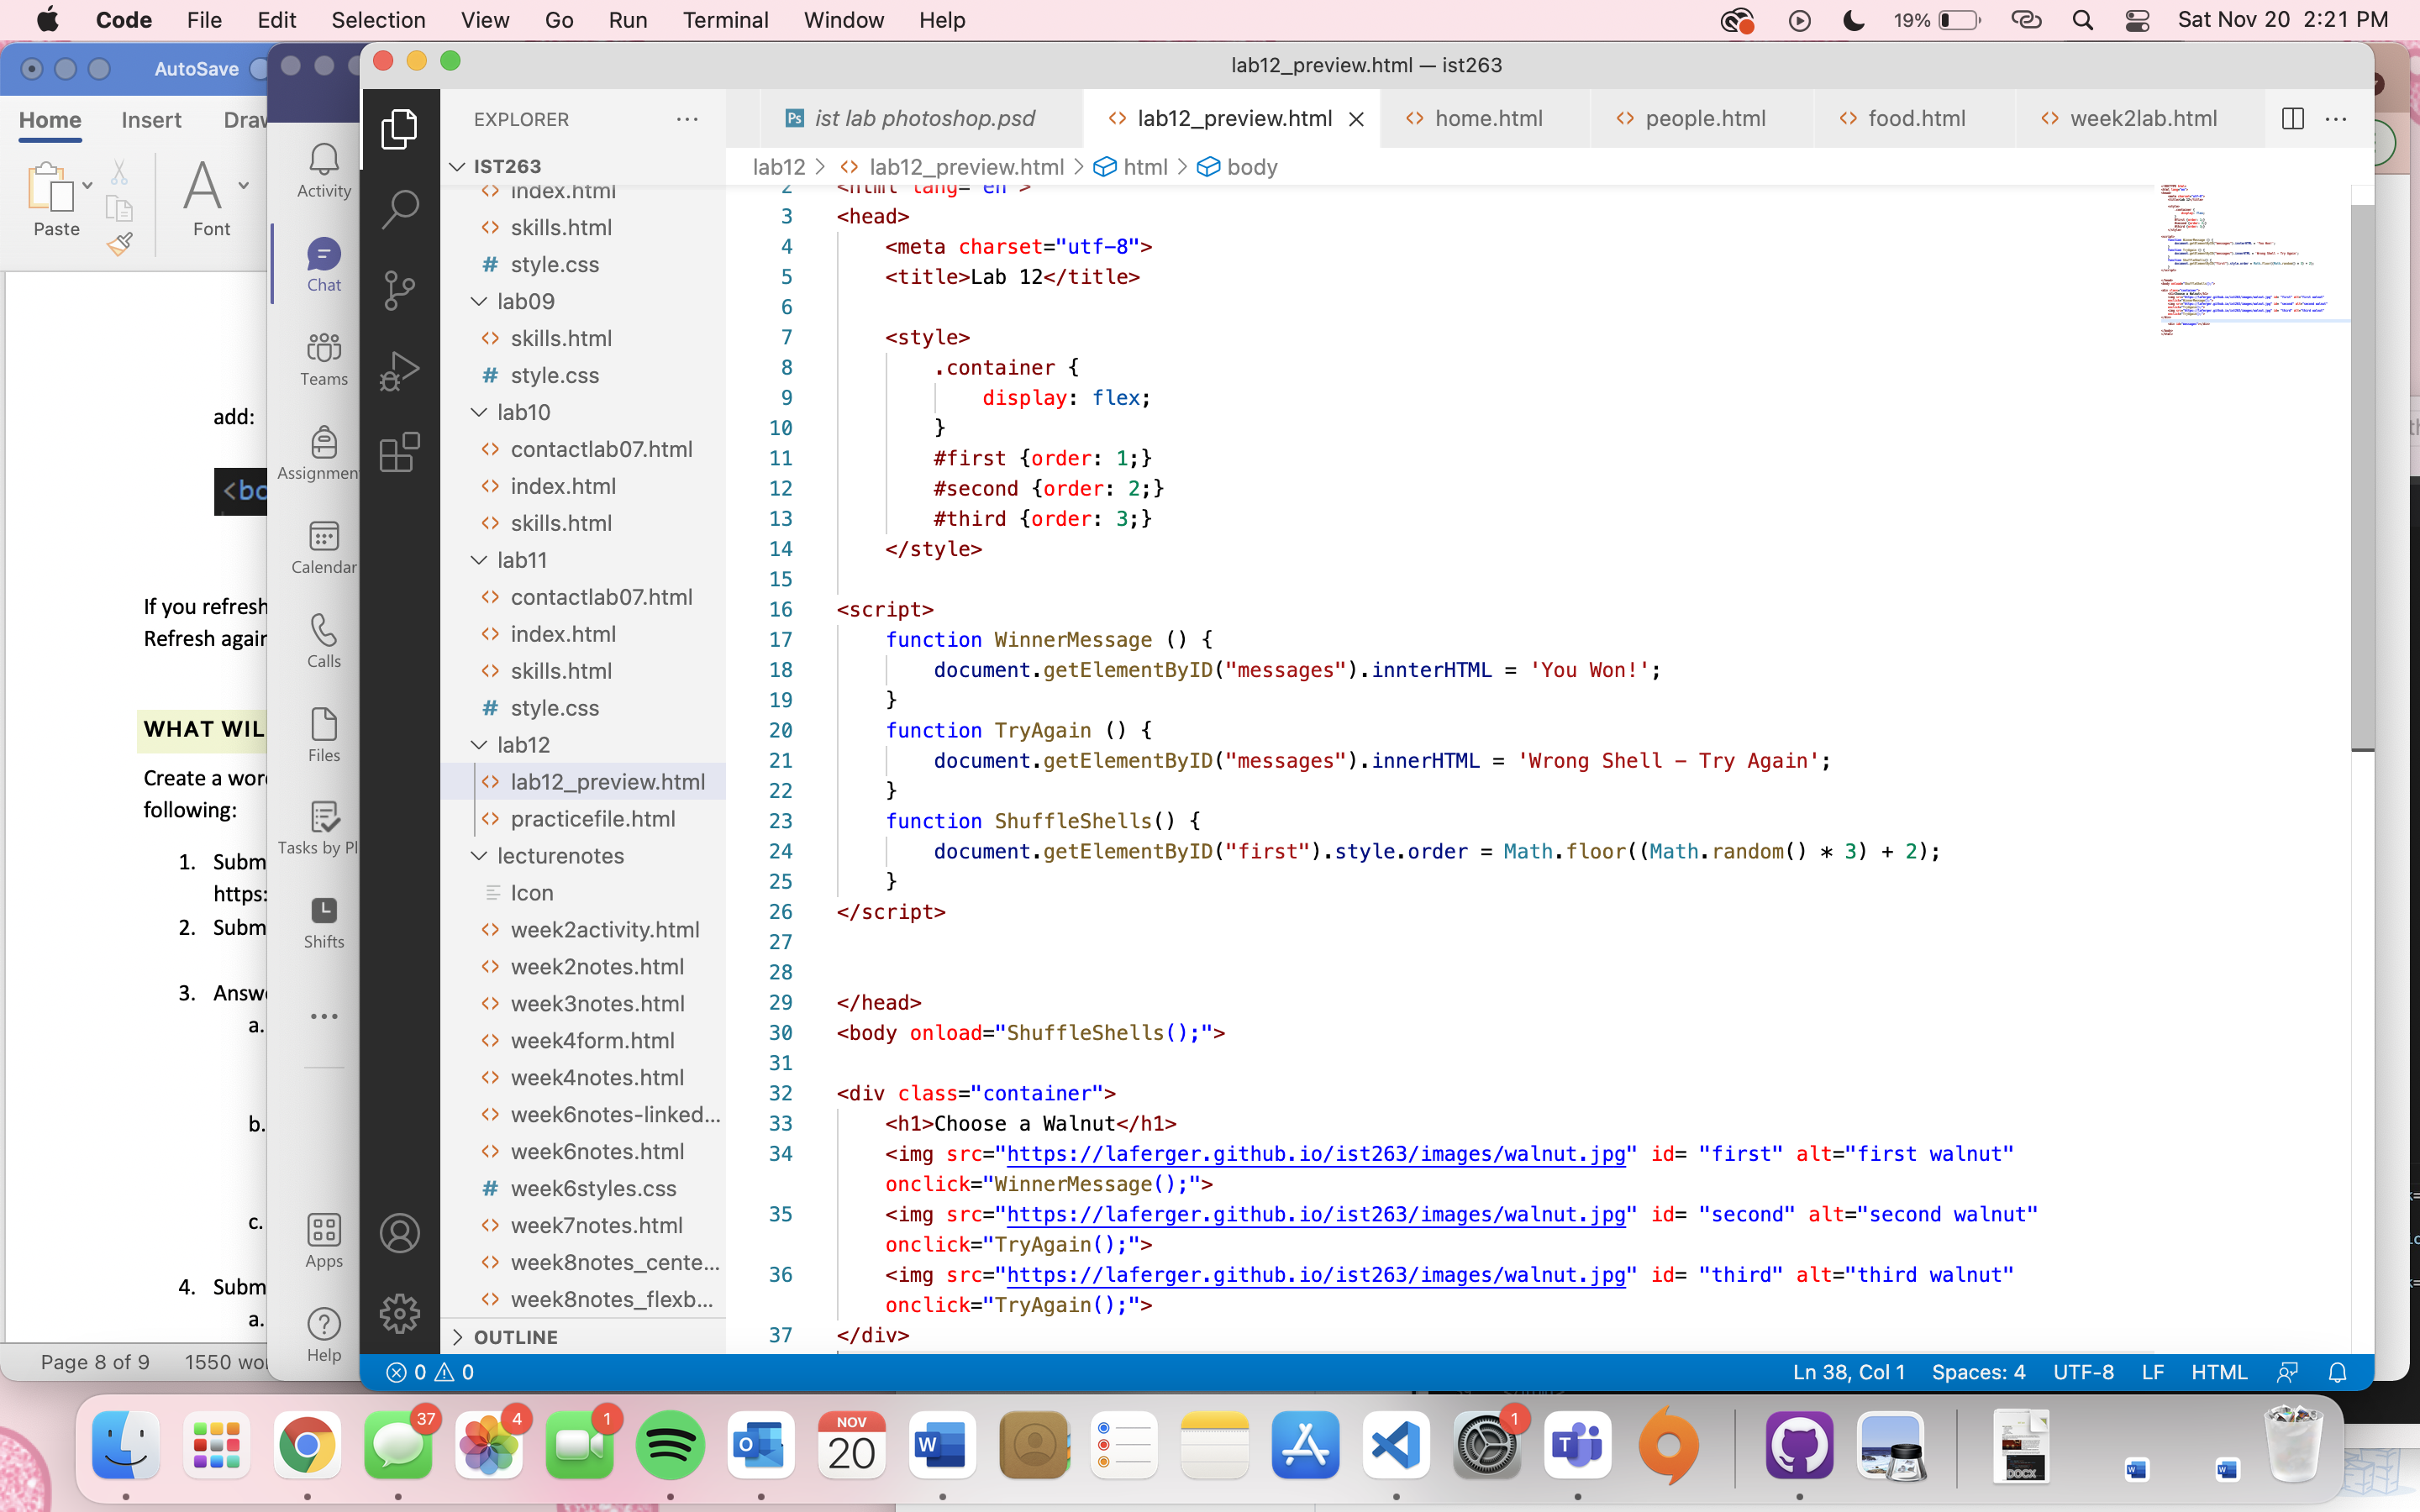 Code File Edit Selection View Go Run Terminal Window Help 19% Sat Nov 20 2:21 PM
AutoSave
Home Insert
Paste
Font
add:
If you refresh
WHAT WIL
following:
1. Subm
https:
2. Subm
3.
a.
b.
c.
4. Subm
a.
Page 8 of 9 1550
Activity
Chat
Teams
Calendar
Calls
Files
Shifts
Apps
Help
lab12_preview.html — ist263
EXPLORER
IST263
index.html
skills.html
# style.css
lab09
skills.html
# style.css
lab10
contactlab07.html
index.html
skills.html
lab11
contactlab07.html
index.html
skills.html
# style.css
lab12
lab12_preview.html
practicefile.html
lecturenotes
Icon
week2activity.html
week2notes.html
week3notes.html
week4form.html
week4notes.html
week6notes-linked...
week6notes.html
# week6styles.css
week7notes.html
week8notes_cente...
week8notes_flexb...
OUTLINE
Ps ist lab photoshop.psd lab12_preview.html home.html people.html food.html week2lab.html
lab12 > lab12_preview.html > html > body
2 <html lang="en">
3 <head>
4 <meta charset="utf-8">
5 <title>Lab 12</title>
6
7 <style>
8 .container {
9 display: flex;
10 }
11 #first {order: 1;}
12 #second {order: 2;}
13 #third {order: 3;}
14 </style>
15
16 <script>
17 function WinnerMessage () {
18 document.getElementByID("messages").innterHTML = 'You Won!';
19 }
20 function TryAgain () {
21 document.getElementByID("messages").innerHTML = 'Wrong Shell – Try Again';
22 }
23 function ShuffleShells() {
24 document.getElementByID("first").style.order = Math.floor((Math.random() * 3) + 2);
25 }
26 </script>
27
28
29 </head>
30 <body onload="ShuffleShells();">
31
32 <div class="container">
33 <h1>Choose a Walnut</h1>
34 <img src="https://laferger.github.io/ist263/images/walnut.jpg" id= "first" alt="first walnut"
onclick="WinnerMessage();">
35 <img src="https://laferger.github.io/ist263/images/walnut.jpg" id= "second" alt="second walnut"
onclick="TryAgain();">
36 <img src="https://laferger.github.io/ist263/images/walnut.jpg" id= "third" alt="third walnut"
onclick="TryAgain();">
37 </div>
0 0 Ln 38, Col 1 Spaces: 4 UTF-8 LF HTML
37 4 1 NOV 20 1
DOCX